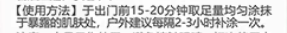 【使用方法】于出门前15-20分钟取足量均匀涂抹
于暴露的肌肤处，户外建议每隔2-3小时补涂一次。